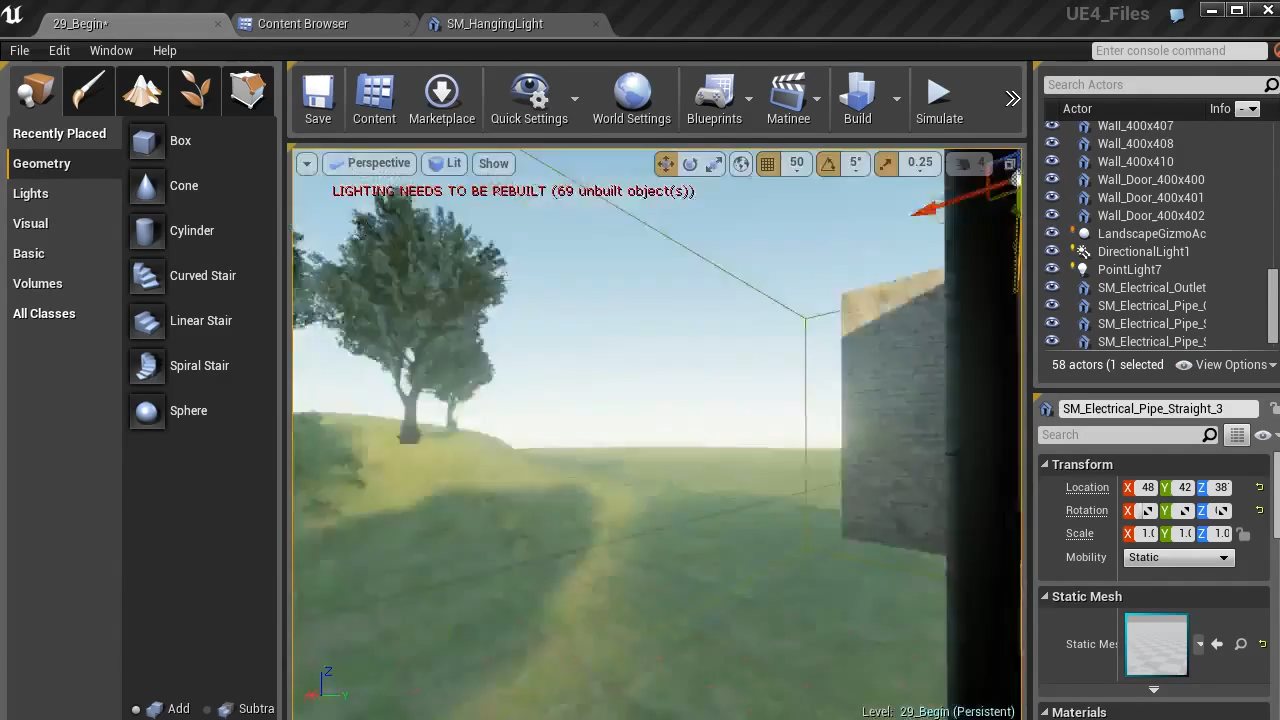 29_Begin*
Content Browser
SM_HangingLight
UE4_Files
File Edit Window Help
Enter console command
Save
Content
Marketplace
Quick Settings
World Settings
Blueprints
Matinee
Build
Simulate
Recently Placed
Geometry
Lights
Visual
Basic
Volumes
All Classes
Box
Cone
Cylinder
Curved Stair
Linear Stair
Spiral Stair
Sphere
Add
Subtra
Perspective
Lit
Show
50
5°
0.25
4
LIGHTING NEEDS TO BE REBUILT (69 unbuilt object(s))
Z
Y
Level: 29_Begin (Persistent)
Search Actors
Actor
Info
Wall_400x407
Wall_400x408
Wall_400x410
Wall_Door_400x400
Wall_Door_400x401
Wall_Door_400x402
LandscapeGizmoAc
DirectionalLight1
PointLight7
SM_Electrical_Outlet
SM_Electrical_Pipe_
SM_Electrical_Pipe_S
SM_Electrical_Pipe_S
58 actors (1 selected
View Options
SM_Electrical_Pipe_Straight_3
Search
Transform
Location X 48 Y 42 Z 38
Rotation X Y Z
Scale X 1.0 Y 1.0 Z 1.0
Mobility Static
Static Mesh
Static Me
Materials